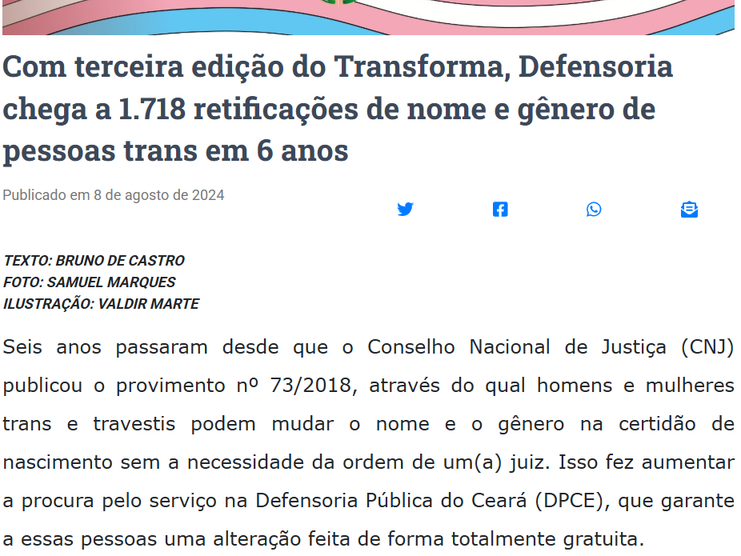 Com terceira edição do Transforma, Defensoria
chega a 1.718 retificações de nome e gênero de
pessoas trans em 6 anos
Publicado em 8 de agosto de 2024
TEXTO: BRUNO DE CASTRO
FOTO: SAMUEL MARQUES
ILUSTRAÇÃO: VALDIR MARTE
Seis anos passaram desde que o Conselho Nacional de Justiça (CNJ)
publicou o provimento nº 73/2018, através do qual homens e mulheres
trans e travestis podem mudar o nome e o gênero na certidão de
nascimento sem a necessidade da ordem de um(a) juiz. Isso fez aumentar
a procura pelo serviço na Defensoria Pública do Ceará (DPCE), que garante
a essas pessoas uma alteração feita de forma totalmente gratuita.